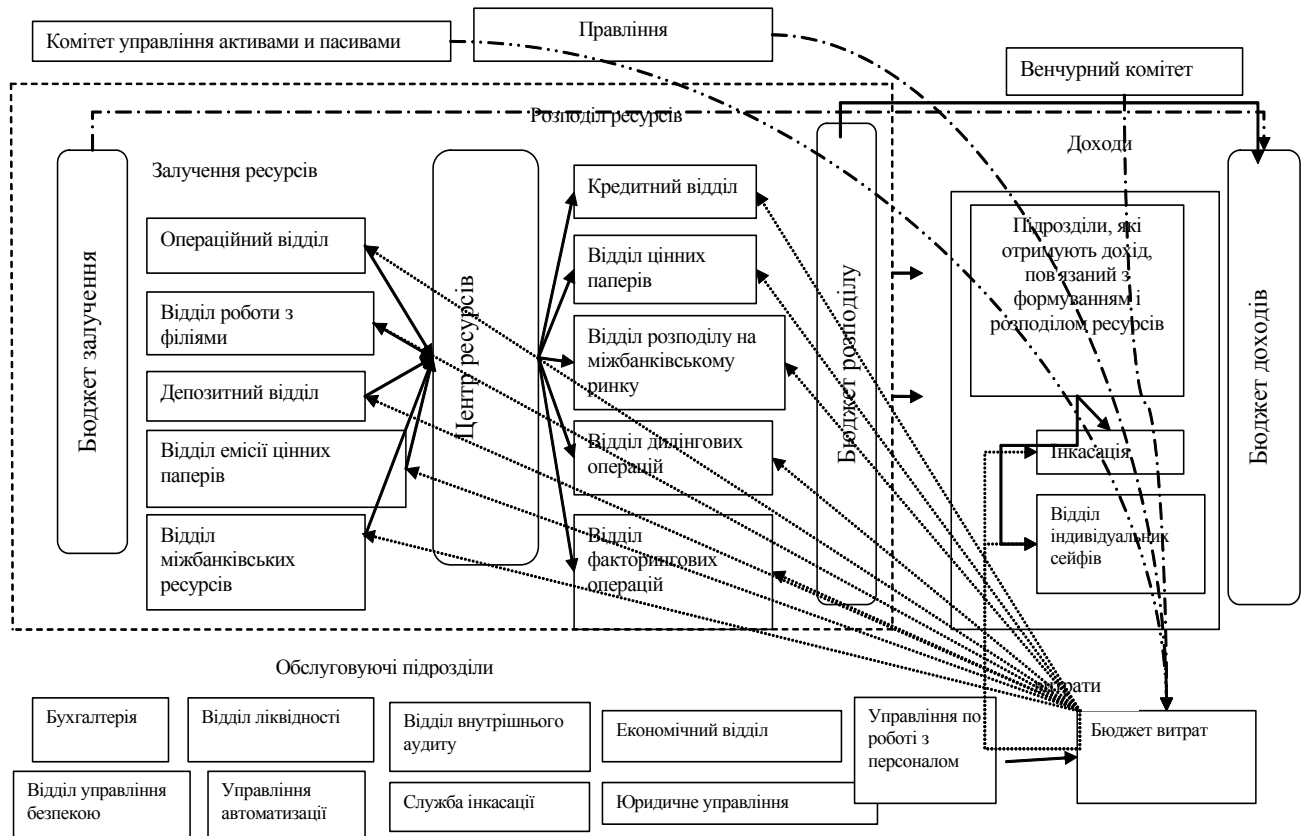 Комітет управління активами и пасивами
Правління
Венчурний комітет
Розподіл ресурсів
Доходи
Залучення ресурсів
Бюджет залучення
Операційний відділ
Відділ роботи з
філіями
Депозитний відділ
Відділ емісії цінних
паперів
Відділ
міжбанківських
ресурсів
Центр ресурсів
Кредитний відділ
Відділ цінних
паперів
Відділ розподілу на
міжбанківському
ринку
Відділ дилінгових
операцій
Відділ
факторингових
операцій
Бюджет розподілу
Підрозділи, які
отримують дохід,
пов'язаний з
формуванням і
розподілом ресурсів
Інкасація
Відділ
індивідуальних
сейфів
Бюджет доходів
Обслуговуючі підрозділи
витрати
Бухгалтерія
Відділ ліквідності
Відділ внутрішнього
аудиту
Економічний відділ
Управління по
роботі з
персоналом
Бюджет витрат
Відділ управління
безпекою
Управління
автоматизації
Служба інкасації
Юридичне управління